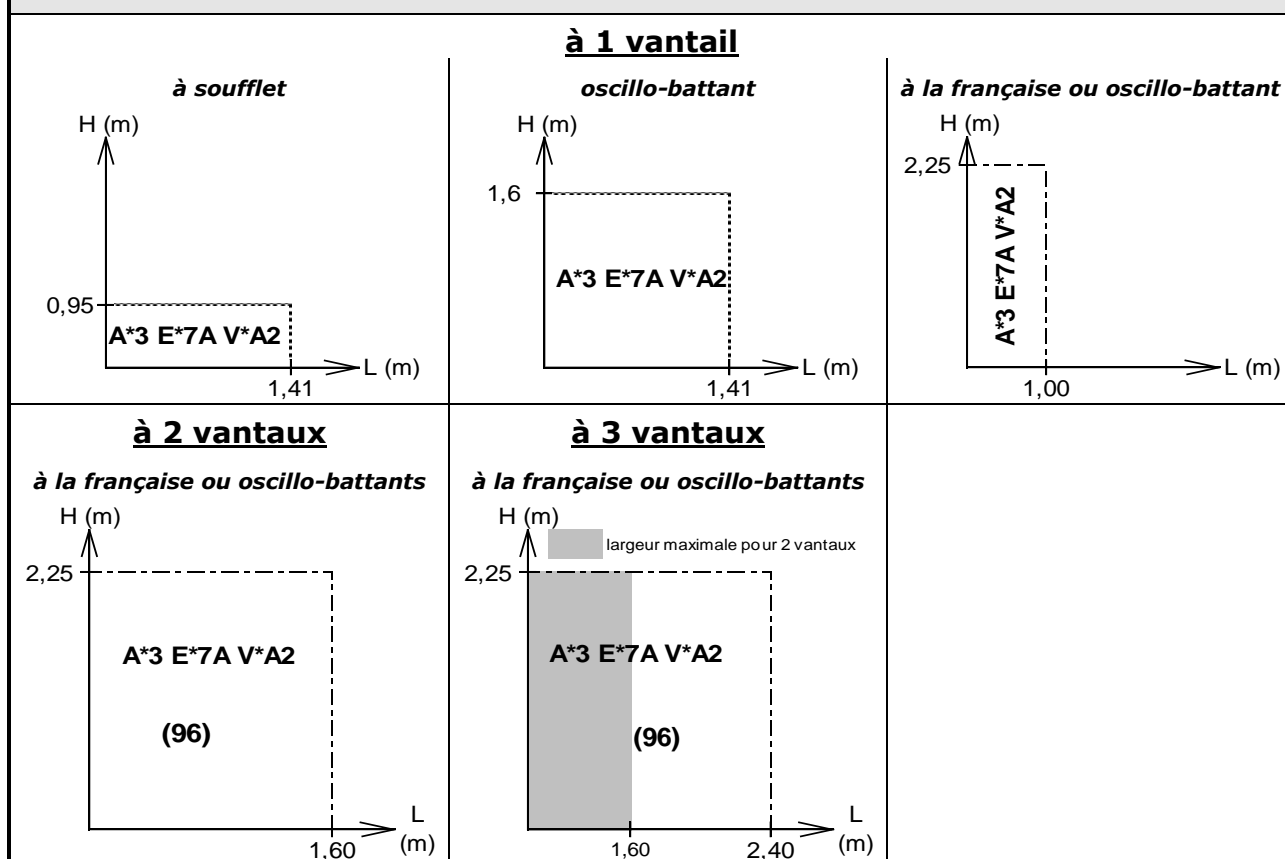 à 1 vantail
à soufflet
H (m)
0,95
A*3 E*7A V*A2
L (m)
1,41
oscillo-battant
H (m)
1,6
A*3 E*7A V*A2
L (m)
1,41
à la française ou oscillo-battant
H (m)
2,25
A*3 E*7A V*A2
L (m)
1,00
à 2 vantaux
à la française ou oscillo-battants
H (m)
2,25
A*3 E*7A V*A2
(96)
L
(m)
1,60
à 3 vantaux
à la française ou oscillo-battants
H (m)
largeur maximale pour 2 vantaux
2,25
A*3 E*7A V*A2
(96)
L
(m)
1,60
2,40